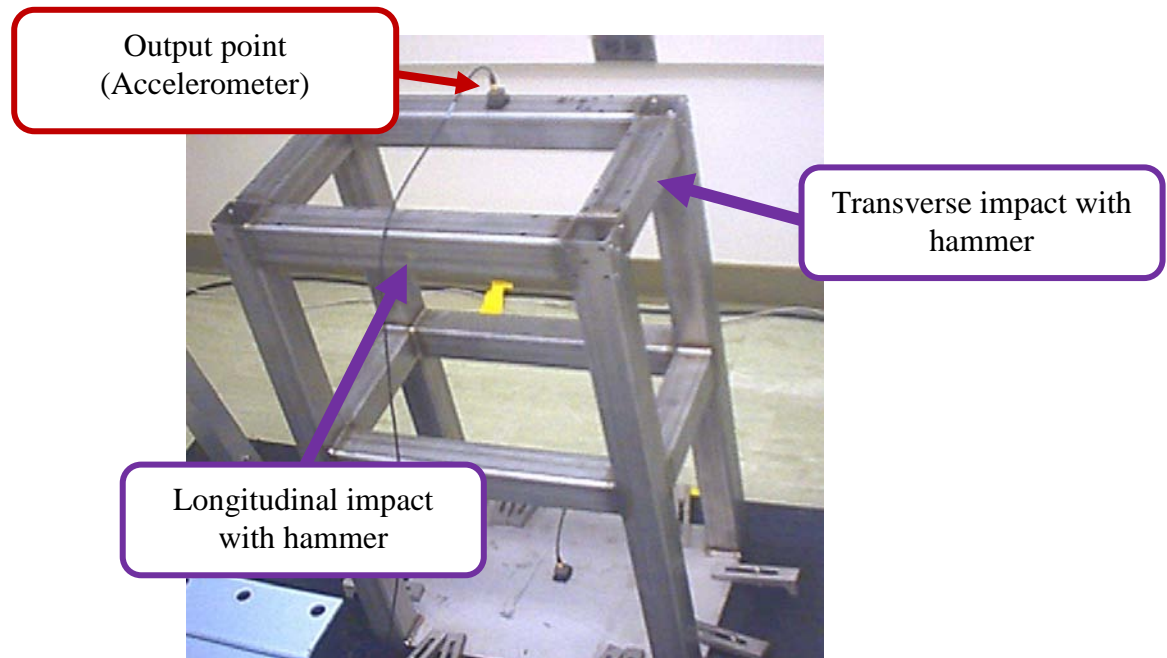 Output point
(Accelerometer)
Transverse impact with
hammer
Longitudinal impact
with hammer